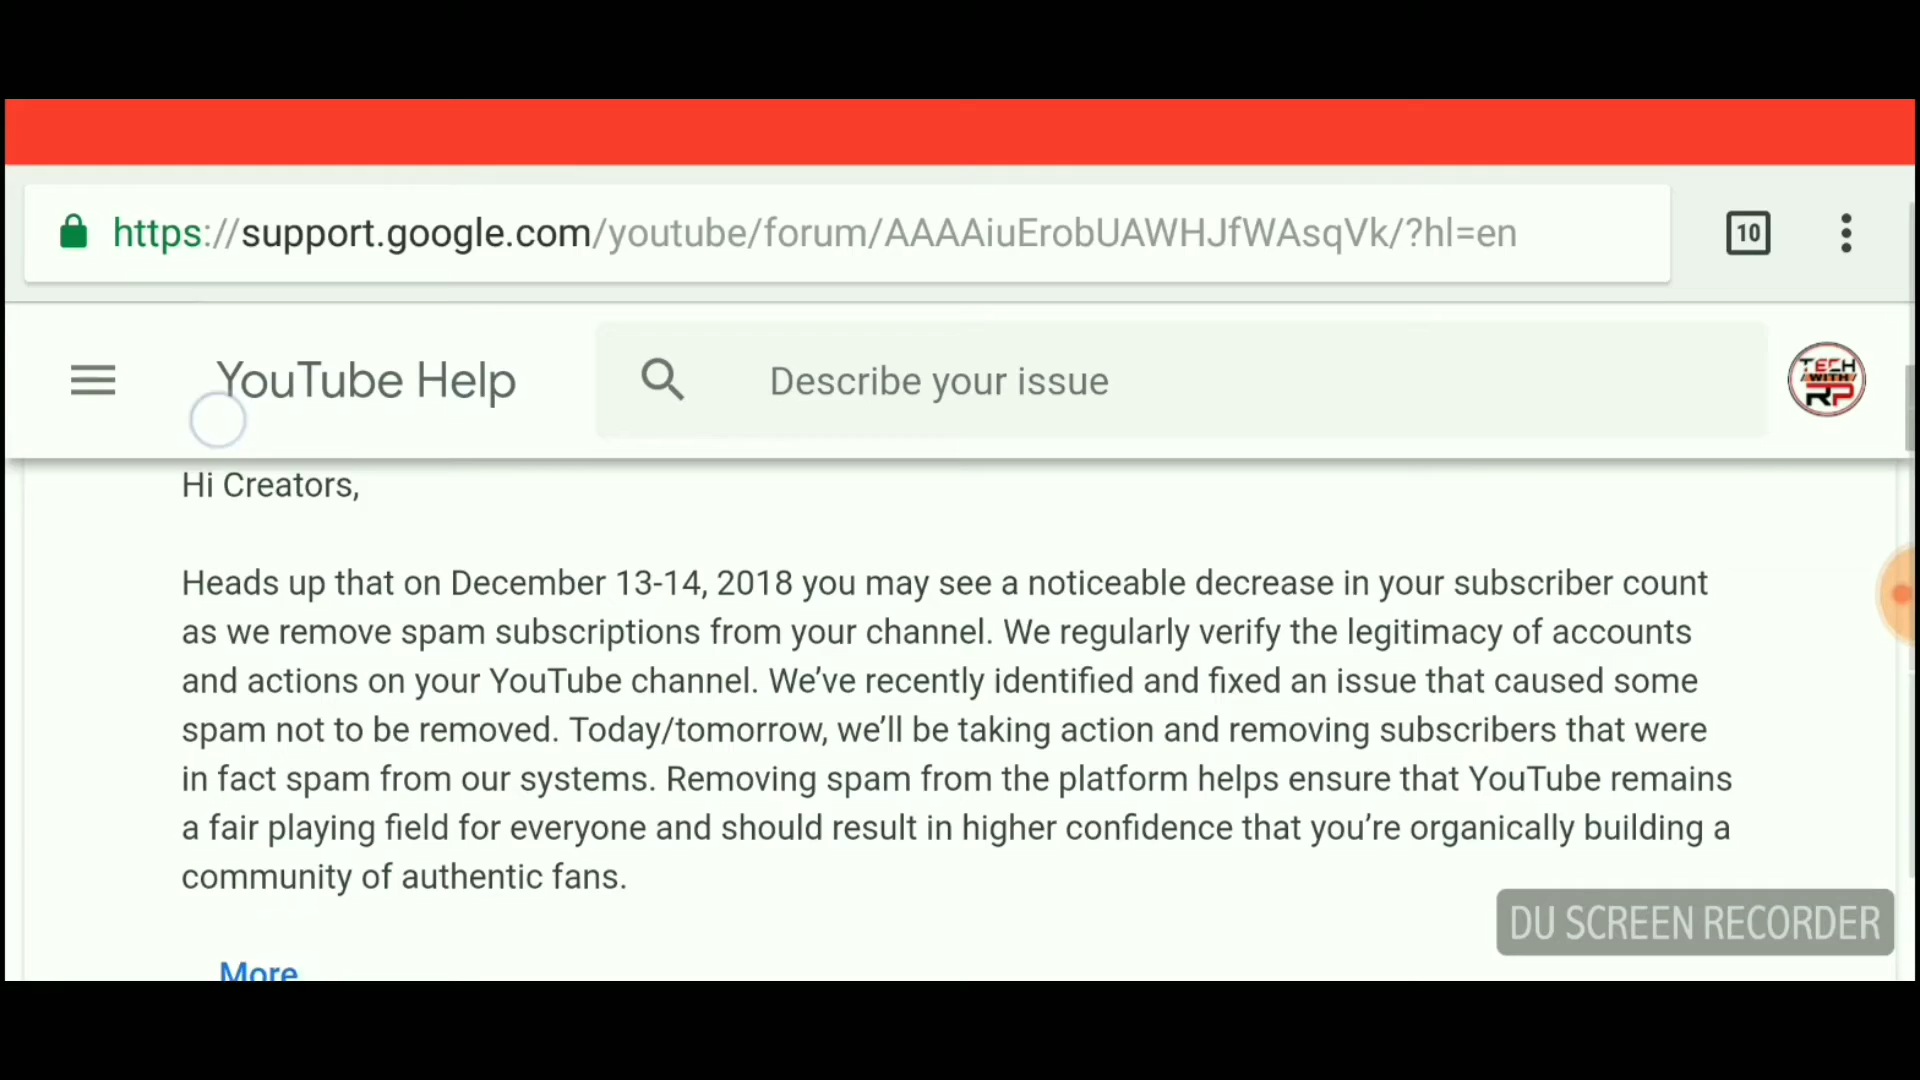 https://support.google.com/youtube/forum/AAAAiuErobUAWHJfWAsqVk/?hl=en
10
YouTube Help
Describe your issue
TECH
WITH
RP
Hi Creators,
Heads up that on December 13-14, 2018 you may see a noticeable decrease in your subscriber count
as we remove spam subscriptions from your channel. We regularly verify the legitimacy of accounts
and actions on your YouTube channel. We’ve recently identified and fixed an issue that caused some
spam not to be removed. Today/tomorrow, we’ll be taking action and removing subscribers that were
in fact spam from our systems. Removing spam from the platform helps ensure that YouTube remains
a fair playing field for everyone and should result in higher confidence that you’re organically building a
community of authentic fans.
DU SCREEN RECORDER
More